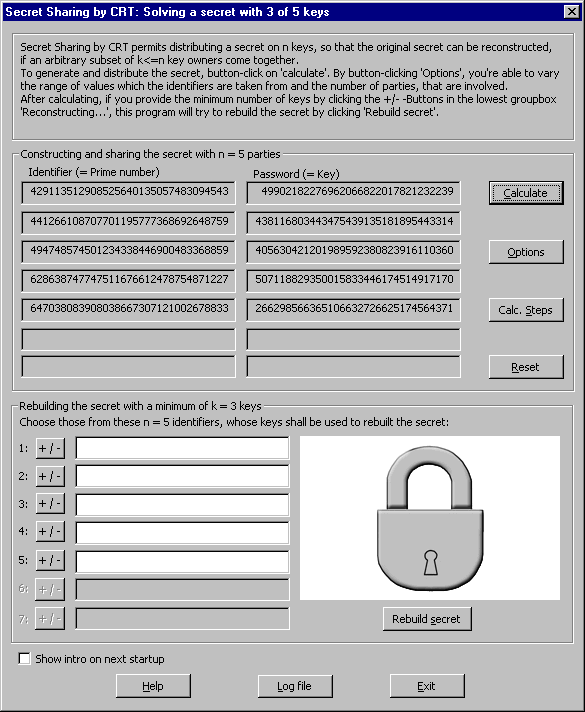 Secret Sharing by CRT: Solving a secret with 3 of 5 keys
Secret Sharing by CRT permits distributing a secret on n keys, so that the original secret can be reconstructed,
if an arbitrary subset of k<=n key owners come together.
To generate and distribute the secret, button-click on 'calculate'. By button-clicking 'Options', you're able to vary
the range of values which the identifiers are taken from and the number of parties, that are involved.
After calculating, if you provide the minimum number of keys by clicking the +/- -Buttons in the lowest groupbox
'Reconstructing...', this program will try to rebuild the secret by clicking 'Rebuild secret'.
Constructing and sharing the secret with n = 5 parties
Identifier (= Prime number) Password (= Key)
429113512908525640135057483094543 49902182276962066822017821232239 Calculate
441266108707701195777368692648759 438116803443475439135181895443314
494748574501234338446900483368859 405630421201989592380823916110360 Options
628638774775116766124787548​71227 507118829350015833446174514917170
647038083908038667307121002678833 266298566365106632726625174564371 Calc. Steps
Reset
Rebuilding the secret with a minimum of k = 3 keys
Choose those from these n = 5 identifiers, whose keys shall be used to rebuilt the secret:
1: + / -
2: + / -
3: + / -
4: + / -
5: + / -
6: + / -
7: + / -
Rebuild secret
Show intro on next startup
Help Log file Exit